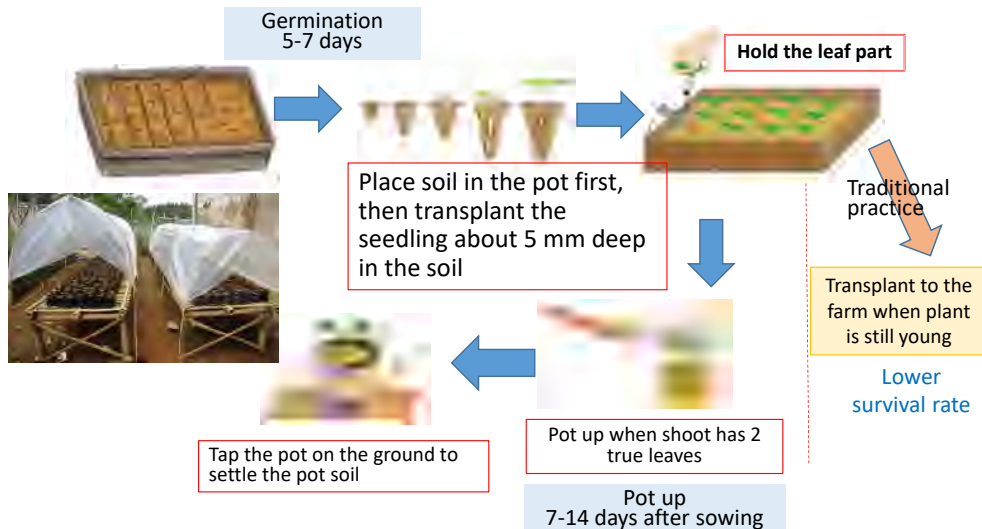 Germination
5-7 days
Hold the leaf part
Place soil in the pot first,
then transplant the
seedling about 5 mm deep
in the soil
Traditional
practice
Transplant to the
farm when plant
is still young
Lower
survival rate
Pot up when shoot has 2
true leaves
Tap the pot on the ground to
settle the pot soil
Pot up
7-14 days after sowing